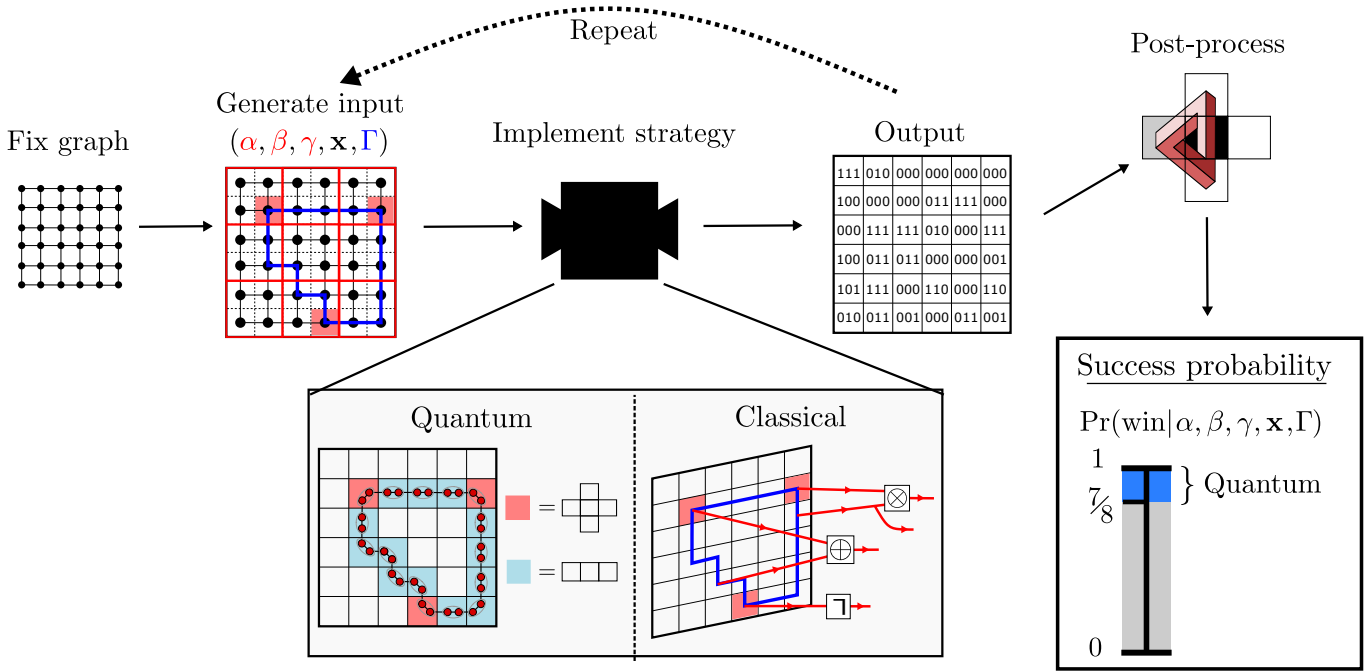 Repeat
Post-process
Generate input
(α, β, γ, x, Γ)
Fix graph
Implement strategy
Output
111 010 000 000 000 000
100 000 000 011 111 000
000 111 111 010 000 111
100 011 011 000 000 001
101 111 000 110 000 110
010 011 001 000 011 001
Quantum
=
=
Classical
⊗
⊕
¬
Success probability
Pr(win|α, β, γ, x,Γ)
1
7/8
} Quantum
0